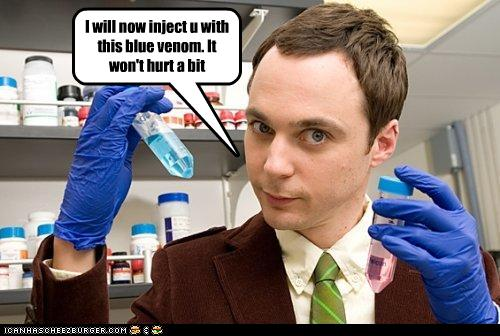 I will now inject u with
this blue venom. It
won't hurt a bit
ICANHASCHEEZBURGER.COM